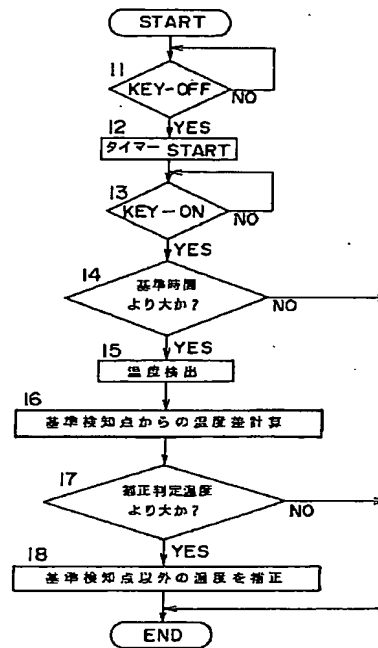 START
11
KEY-OFF
NO
YES
12
タイマー START
13
KEY-ON
NO
YES
14
基準時間
より大か?
NO
YES
15
温度検出
16
基準検知点からの温度差計算
17
補正判定温度
より大か?
NO
YES
18
基準検知点以外の温度を補正
END